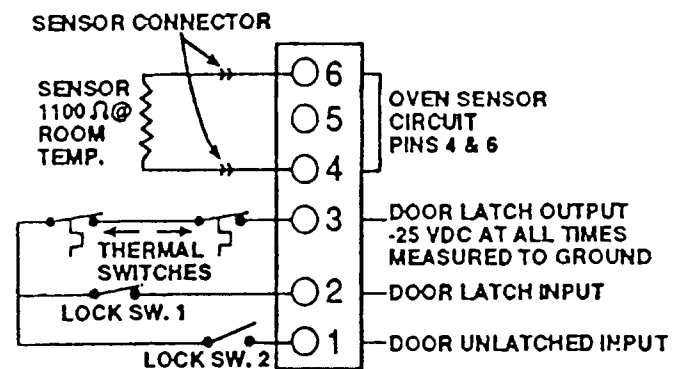 SENSOR CONNECTOR
SENSOR
1100 Ω@
ROOM
TEMP.
6
5
4
3
2
1
OVEN SENSOR
CIRCUIT
PINS 4 & 6
THERMAL
SWITCHES
DOOR LATCH OUTPUT
-25 VDC AT ALL TIMES
MEASURED TO GROUND
LOCK SW. 1
DOOR LATCH INPUT
LOCK SW. 2
DOOR UNLATCHED INPUT